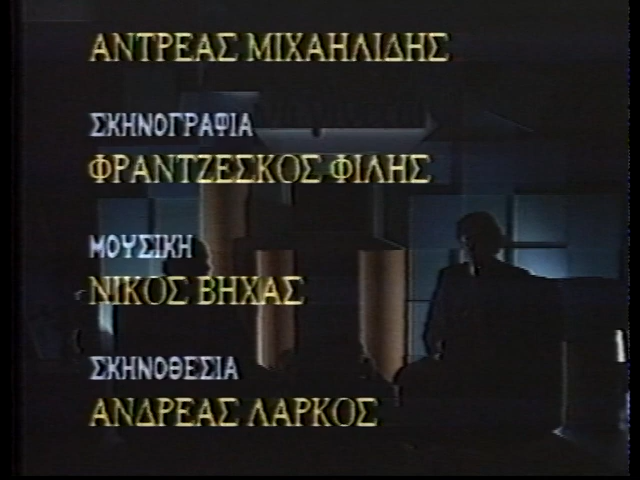 ΑΝΤΡΕΑΣ ΜΙΧΑΗΛΙΔΗΣ
ΣΚΗΝΟΓΡΑΦΙΑ
ΦΡΑΝΤΖΕΣΚΟΣ ΦΙΛΗΣ
ΜΟΥΣΙΚΗ
ΝΙΚΟΣ ΒΗΧΑΣ
ΣΚΗΝΟΘΕΣΙΑ
ΑΝΔΡΕΑΣ ΛΑΡΚΟΣ